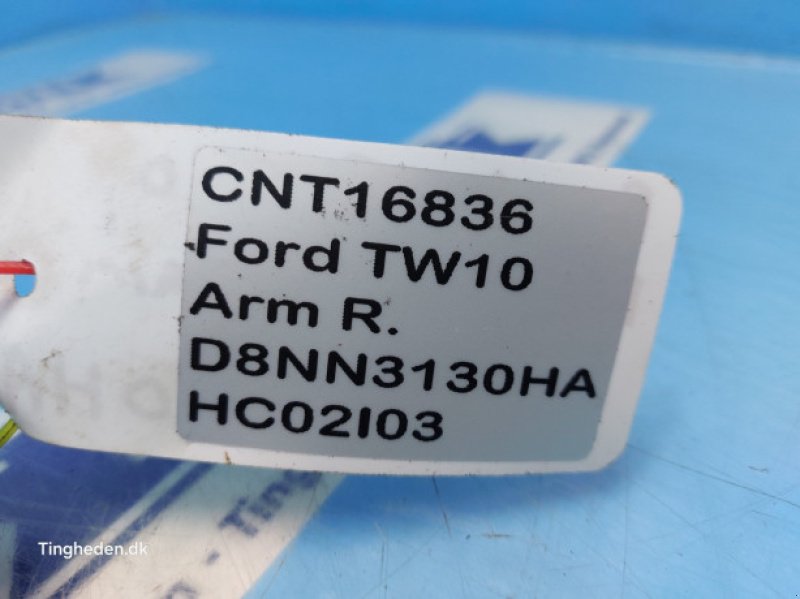 CNT16836
Ford TW10
Arm R.
D8NN3130HA
HC02I03
Tingheden.dk